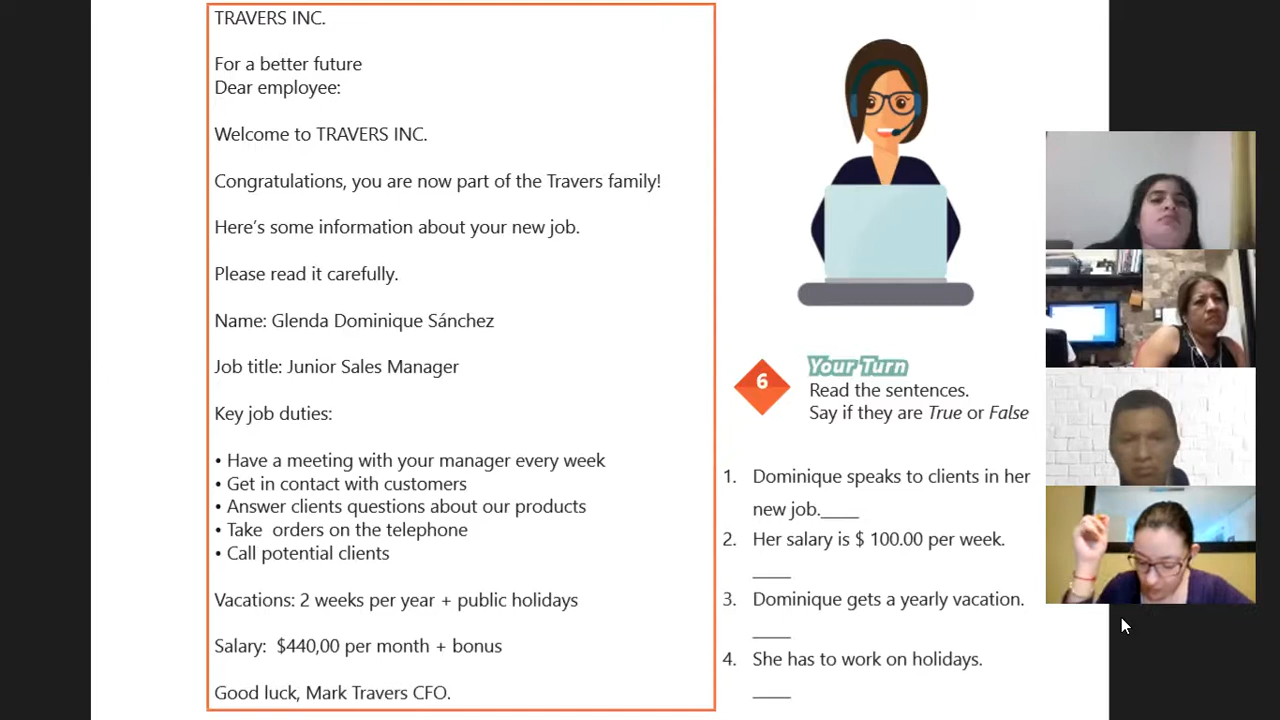 TRAVERS INC.
For a better future
Dear employee:
Welcome to TRAVERS INC.
Congratulations, you are now part of the Travers family!
Here's some information about your new job.
Please read it carefully.
Name: Glenda Dominique Sánchez
Job title: Junior Sales Manager
Key job duties:
• Have a meeting with your manager every week
• Get in contact with customers
• Answer clients questions about our products
• Take  orders on the telephone
• Call potential clients
Vacations: 2 weeks per year + public holidays
Salary:  $440,00 per month + bonus
Good luck, Mark Travers CFO.
6
Your Turn
Read the sentences.
Say if they are True or False
1. Dominique speaks to clients in her
new job.____
2. Her salary is $ 100.00 per week.
____
3. Dominique gets a yearly vacation.
____
4. She has to work on holidays.
____